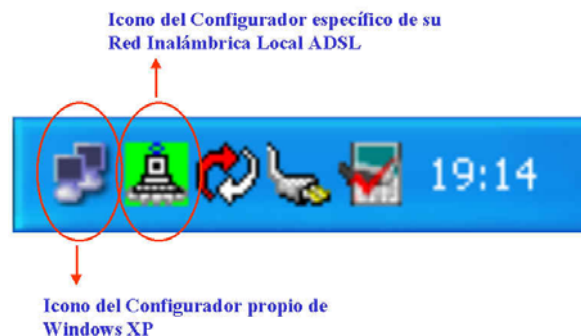 Icono del Configurador específico de su
Red Inalámbrica Local ADSL
19:14
Icono del Configurador propio de
Windows XP